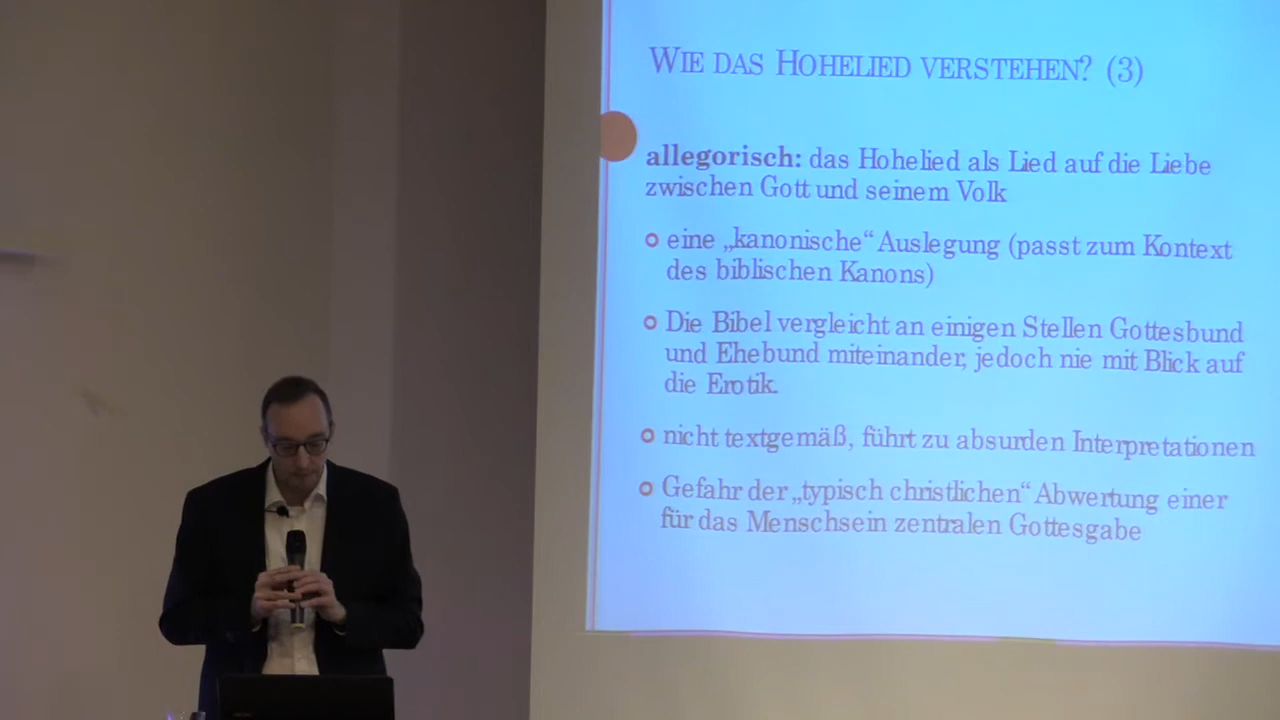 WIE DAS HOHELIED VERSTEHEN? (3)
allegorisch: das Hohelied als Lied auf die Liebe
zwischen Gott und seinem Volk
eine „kanonische“ Auslegung (passt zum Kontext
des biblischen Kanons)
Die Bibel vergleicht an einigen Stellen Gottesbund
und Ehebund miteinander, jedoch nie mit Blick auf
die Erotik.
nicht textgemäß, führt zu absurden Interpretationen
Gefahr der „typisch christlichen“ Abwertung einer
für das Menschsein zentralen Gottesgabe